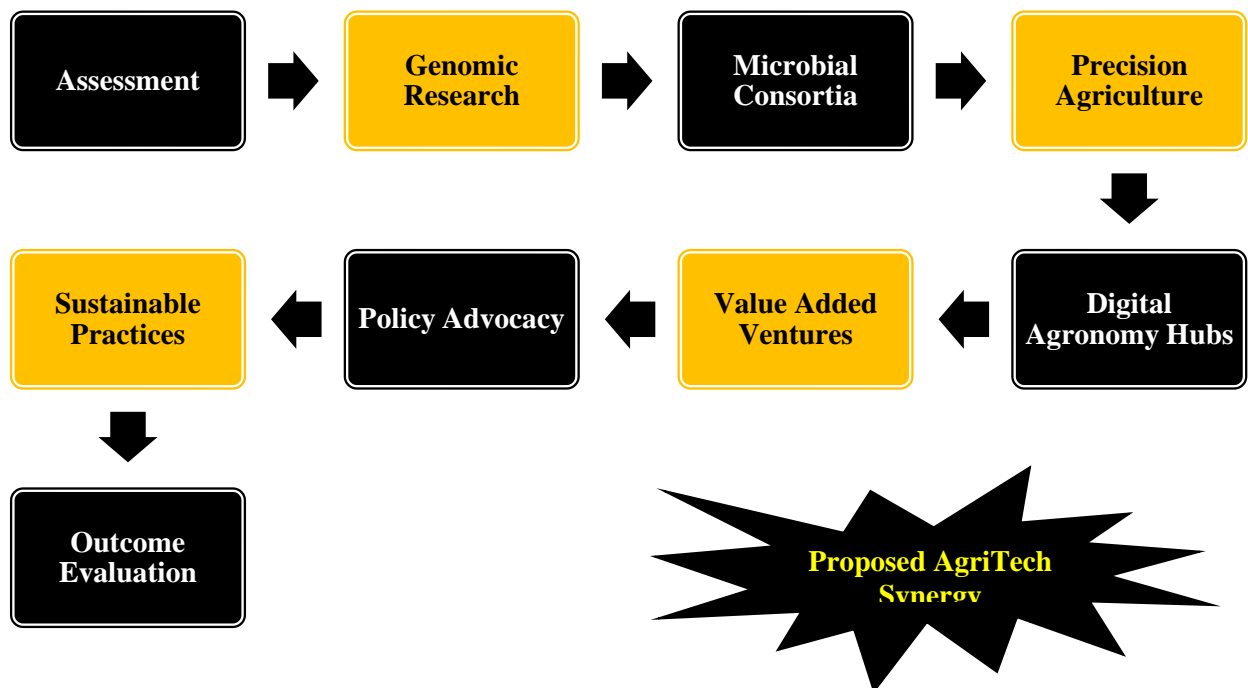 Assessment
Genomic
Research
Microbial
Consortia
Precision
Agriculture
Sustainable
Practices
Policy Advocacy
Value Added
Ventures
Digital
Agronomy Hubs
Outcome
Evaluation
Proposed AgriTech
Synergy